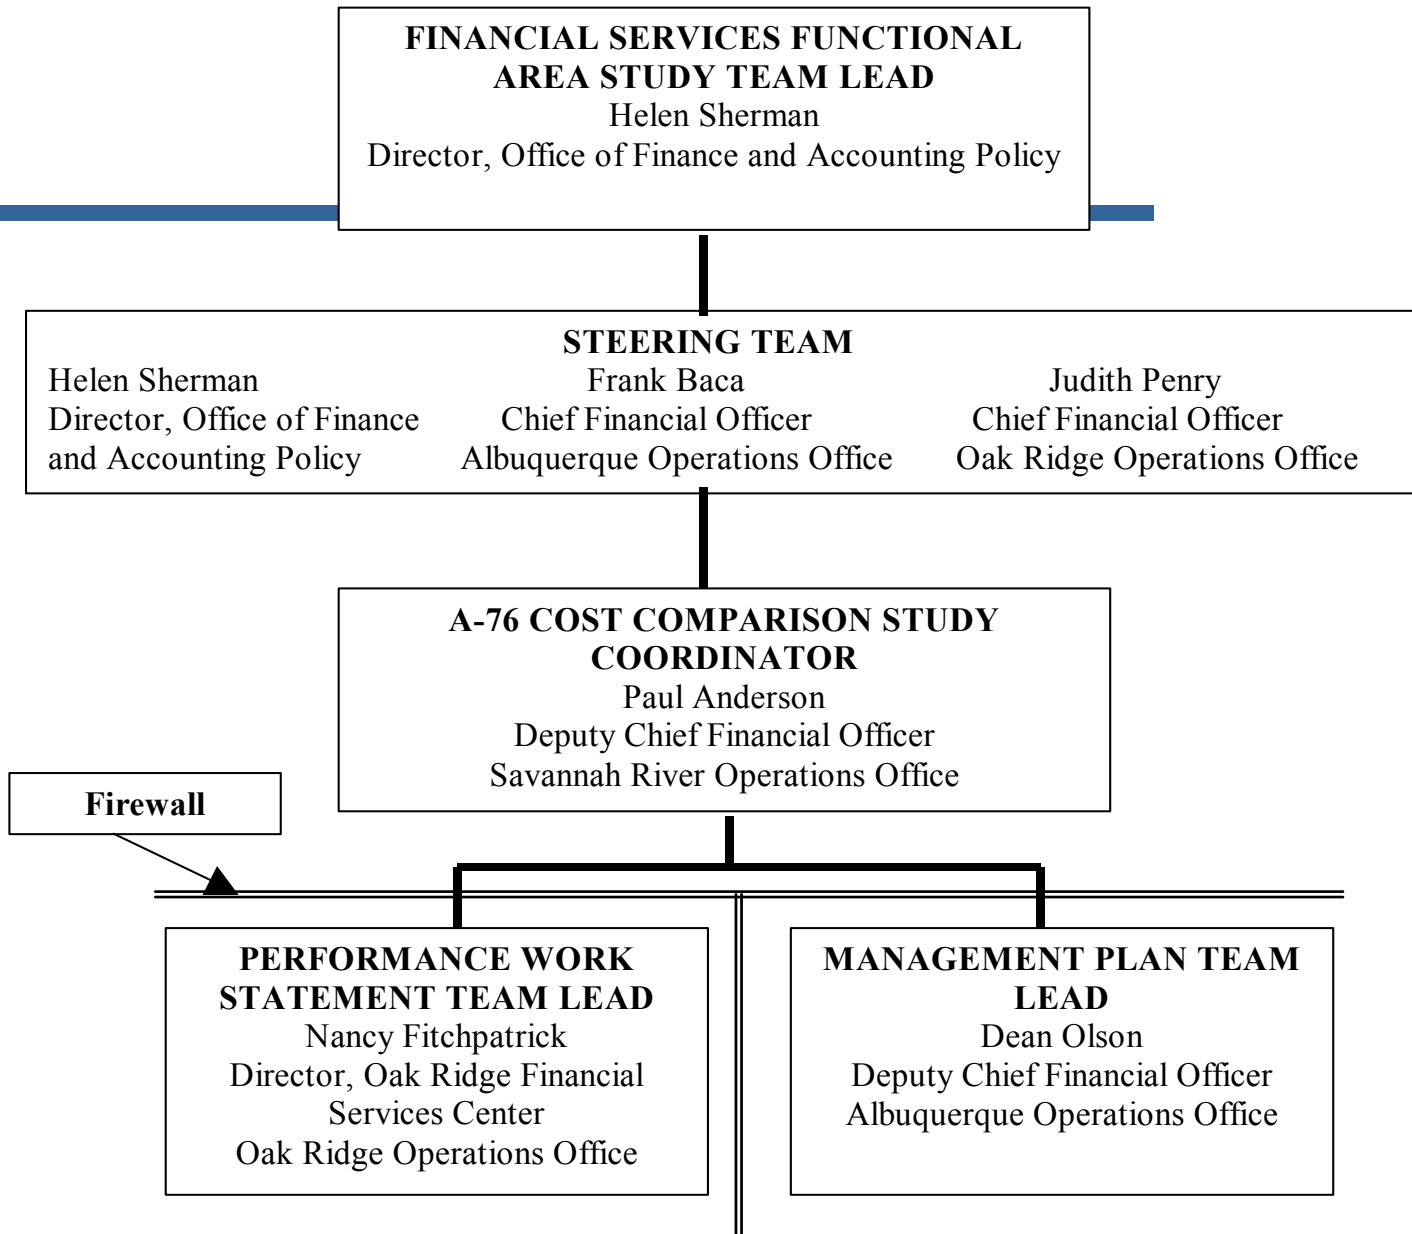 FINANCIAL SERVICES FUNCTIONAL
AREA STUDY TEAM LEAD
Helen Sherman
Director, Office of Finance and Accounting Policy
STEERING TEAM
Helen Sherman Frank Baca Judith Penry
Director, Office of Finance Chief Financial Officer Chief Financial Officer
and Accounting Policy Albuquerque Operations Office Oak Ridge Operations Office
A-76 COST COMPARISON STUDY
COORDINATOR
Paul Anderson
Deputy Chief Financial Officer
Savannah River Operations Office
Firewall
PERFORMANCE WORK
STATEMENT TEAM LEAD
Nancy Fitchpatrick
Director, Oak Ridge Financial
Services Center
Oak Ridge Operations Office
MANAGEMENT PLAN TEAM
LEAD
Dean Olson
Deputy Chief Financial Officer
Albuquerque Operations Office